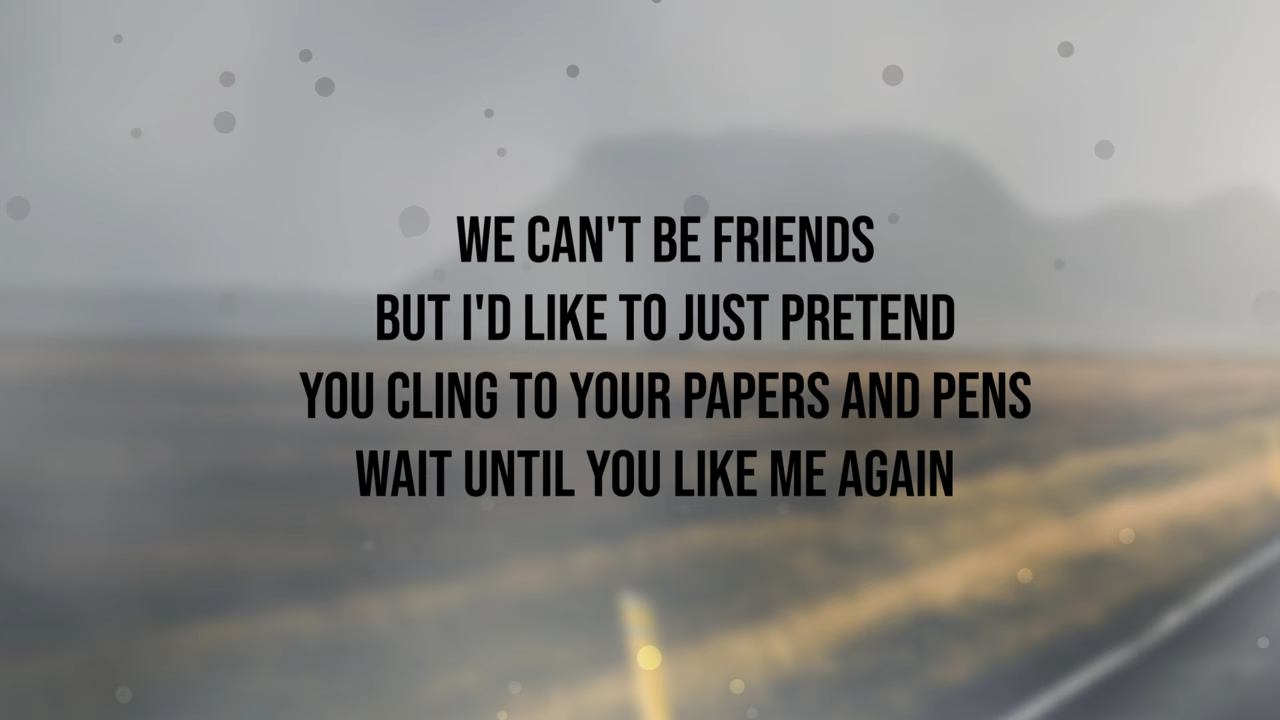 WE CAN'T BE FRIENDS
BUT I'D LIKE TO JUST PRETEND
YOU CLING TO YOUR PAPERS AND PENS
WAIT UNTIL YOU LIKE ME AGAIN